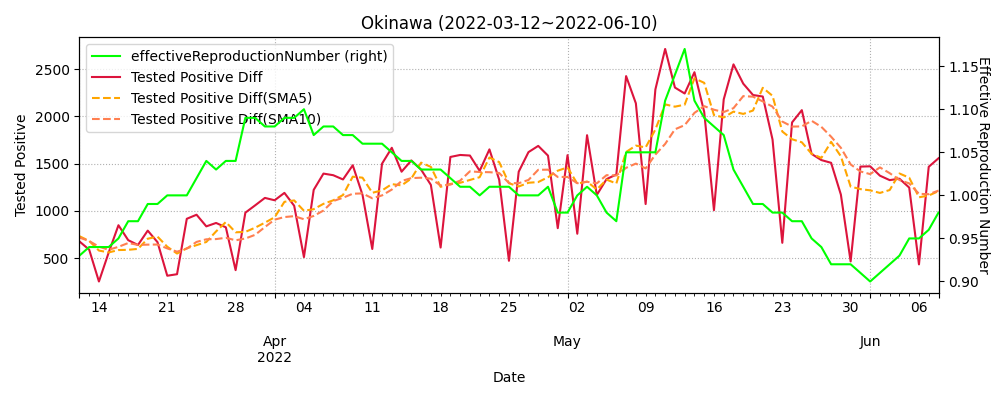 Okinawa (2022-03-12~2022-06-10)
effectiveReproductionNumber (right)
Tested Positive Diff
Tested Positive Diff(SMA5)
Tested Positive Diff(SMA10)
Tested Positive
2500
2000
1500
1000
500
Effective Reproduction Number
1.15
1.10
1.05
1.00
0.95
0.90
14 21 28 04 11 18 25 02 09 16 23 30 06
Apr May Jun
2022
Date